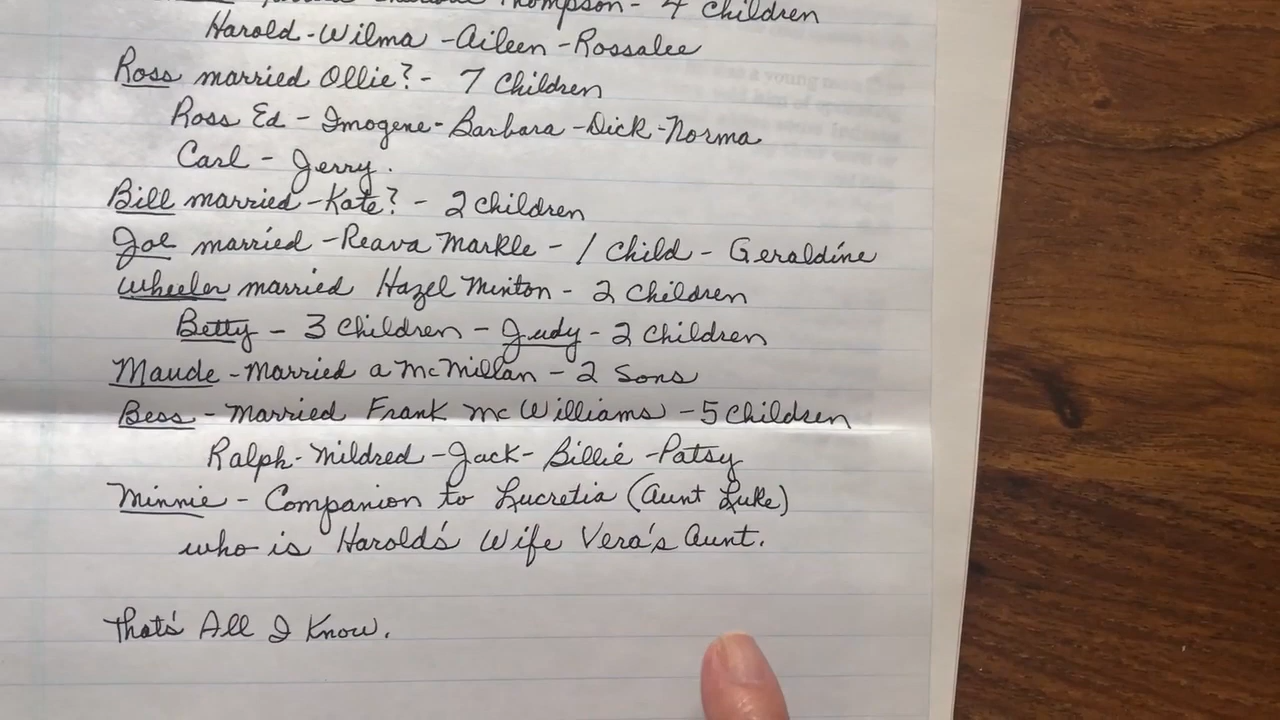 Thompson - 4 Children
Harold - Wilma - Aileen - Rossalee
Ross married Ollie? - 7 Children
Ross Ed - Imogene - Barbara - Dick - Norma
Carl - Jerry.
Bill married - Kate? - 2 children
Joe married - Reava Markle - 1 Child - Geraldine
Wheeler married Hazel Minton - 2 Children
Betty - 3 Children - Judy - 2 Children
Maude - Married a McMillan - 2 Sons
Bess - Married Frank McWilliams - 5 Children
Ralph - Mildred - Jack - Billie - Patsy
Minnie - Companion to Lucretia (Aunt Luke)
who is Harold's Wife Vera's Aunt.
That's All I Know.